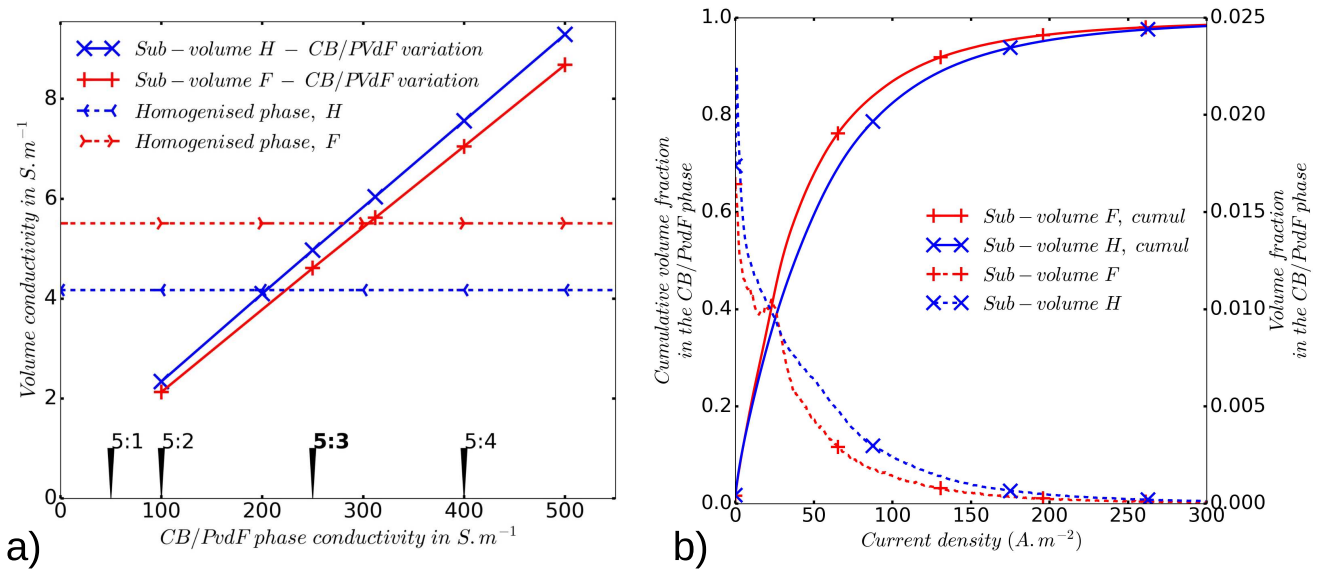 Sub−volume H − CB/PVdF variation
Sub−volume F − CB/PVdF variation
Homogenised phase, H
Homogenised phase, F
Volume conductivity in S.m⁻¹
8
6
4
2
0
5:1 5:2 5:3 5:4
0 100 200 300 400 500
CB/PvdF phase conductivity in S.m⁻¹
a)
Cumulative volume fraction
in the CB/PvdF phase
1.0
0.8
0.6
0.4
0.2
0.0
Sub−volume F, cumul
Sub−volume H, cumul
Sub−volume F
Sub−volume H
0.025
0.020
0.015
0.010
0.005
0.000
Volume fraction
in the CB/PvdF phase
0 50 100 150 200 250 300
Current density (A.m⁻²)
b)